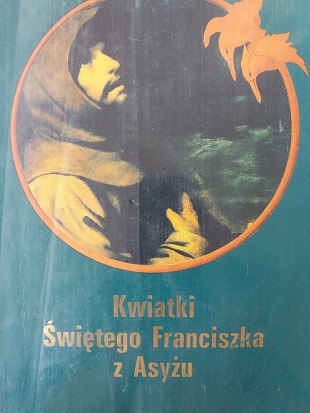 Kwiatki
Świętego Franciszka
z Asyżu